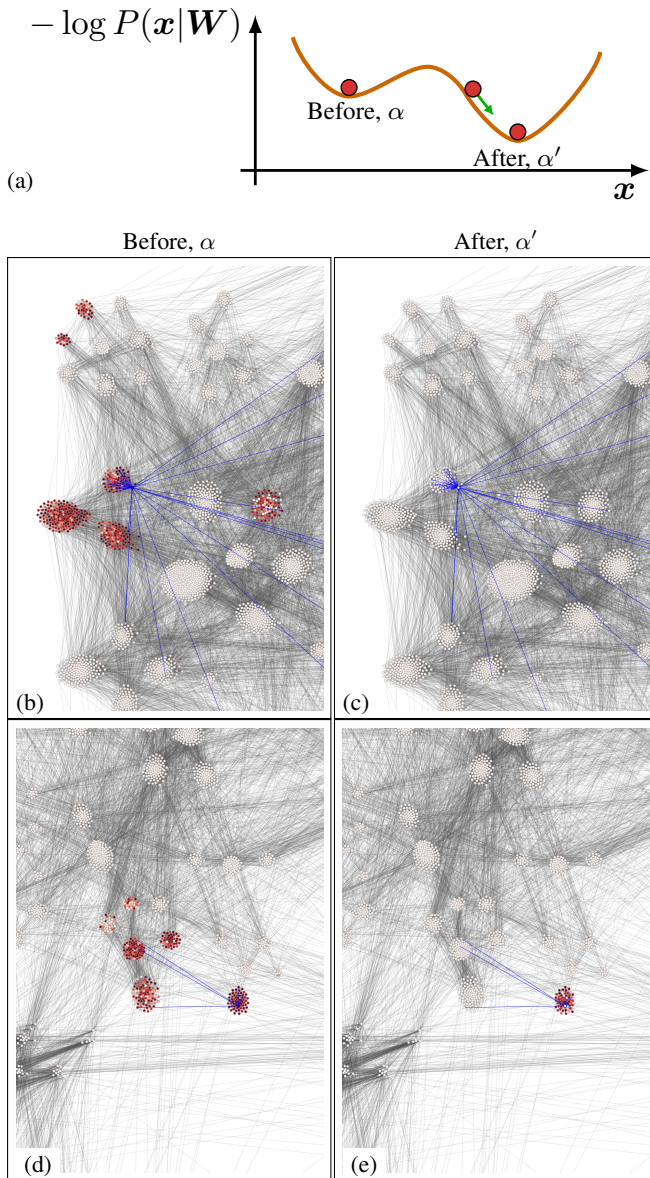 − log P(x|W)
Before, α
After, α′
(a)
x
Before, α
After, α′
(b)
(c)
(d)
(e)